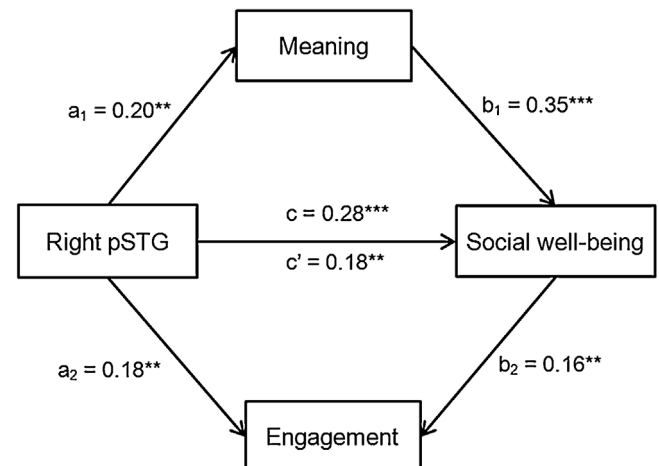 Meaning
a₁ = 0.20**
b₁ = 0.35***
c = 0.28***
Right pSTG
Social well-being
c' = 0.18**
a₂ = 0.18**
b₂ = 0.16**
Engagement